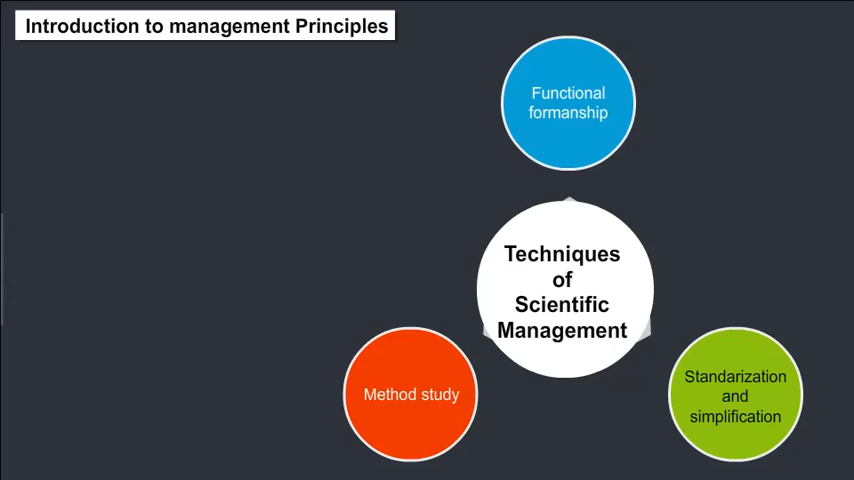 Introduction to management Principles
Functional
formanship
Techniques
of
Scientific
Management
Method study
Standarization
and
simplification